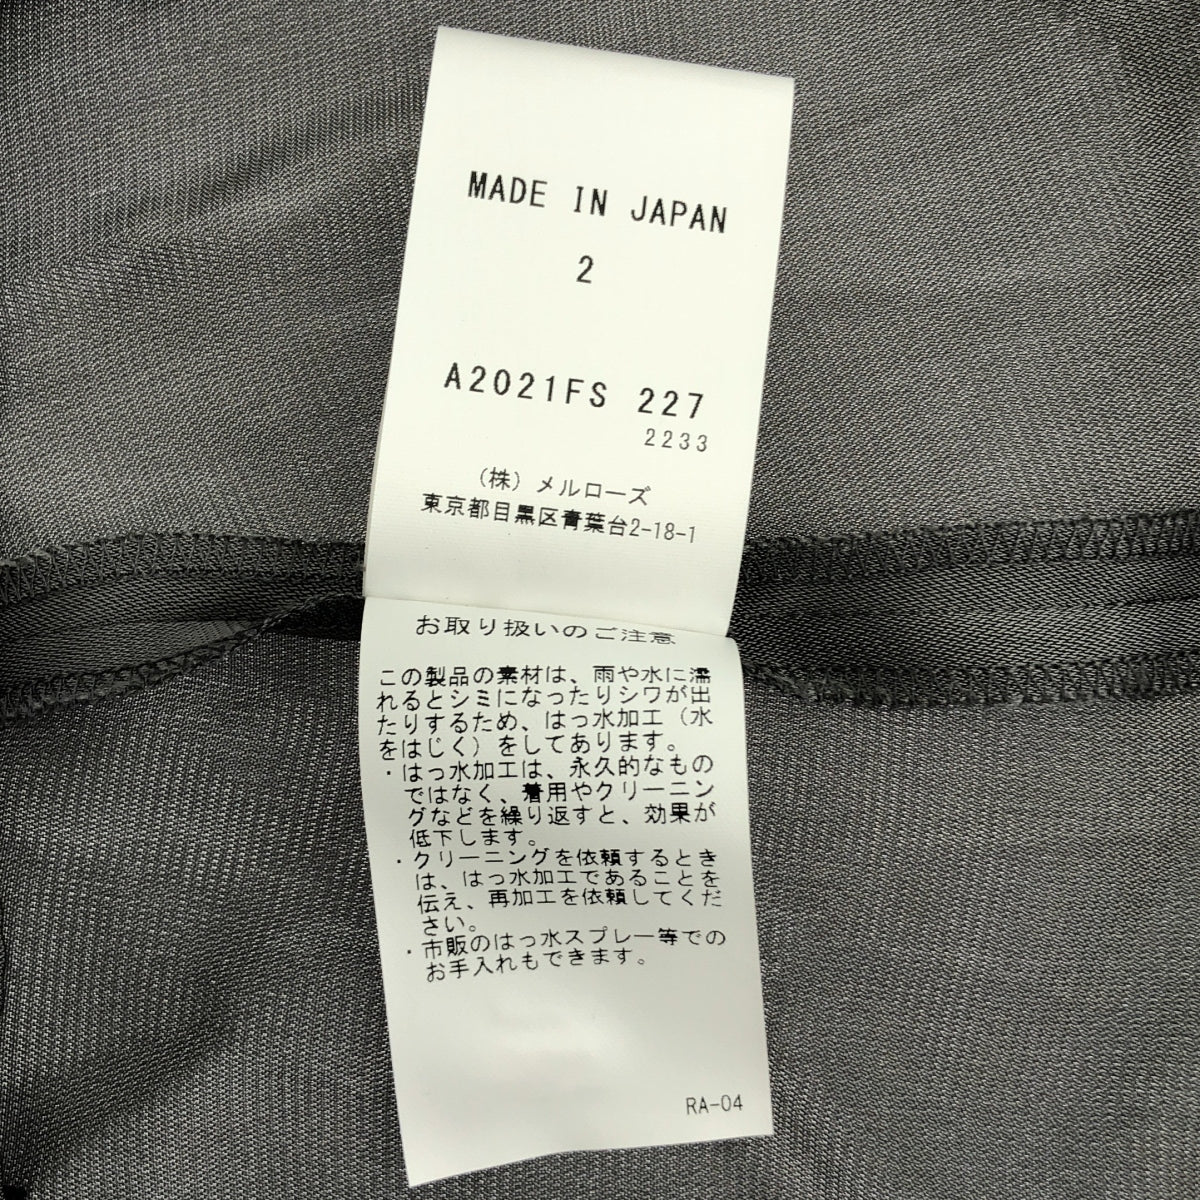 MADE IN JAPAN
2
A2021FS 227
2233
（株）メルローズ
東京都目黒区青葉台2-18-1
お取り扱いのご注意
この製品の素材は、雨や水に濡
れるとシミになったりシワが出
たりするため、はっ水加工（水
をはじく）をしてあります。
・はっ水加工は、永久的なもの
ではなく、着用やクリーニン
グなどを繰り返すと、効果が
低下します。
・クリーニングを依頼するとき
は、はっ水加工であることを
伝え、再加工を依頼してくだ
さい。
・市販のはっ水スプレー等での
お手入れもできます。
RA-04